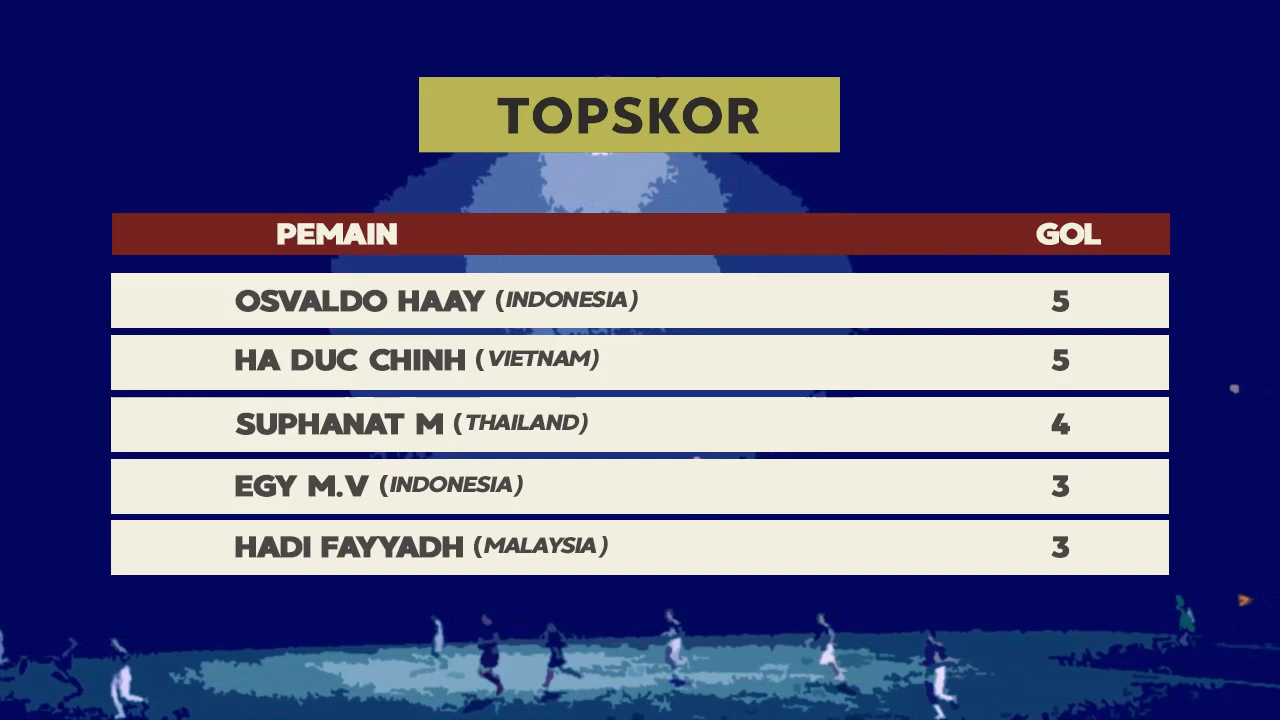 TOPSKOR
PEMAIN GOL
OSVALDO HAAY (INDONESIA) 5
HA DUC CHINH (VIETNAM) 5
SUPHANAT M (THAILAND) 4
EGY M.V (INDONESIA) 3
HADI FAYYADH (MALAYSIA) 3